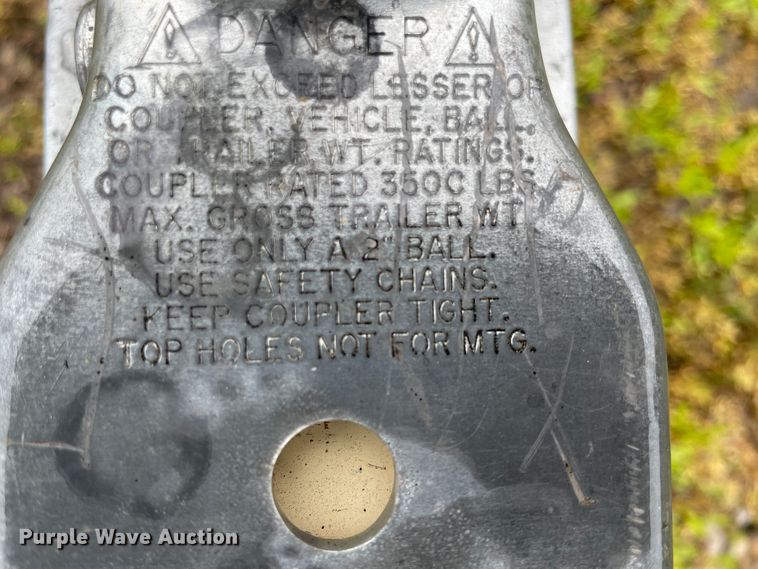 DANGER
DO NOT EXCEED LESSER OF
COUPLER, VEHICLE, BALL,
OR TRAILER WT. RATINGS.
COUPLER RATED 3500 LBS.
MAX. GROSS TRAILER WT
USE ONLY A 2" BALL.
USE SAFETY CHAINS.
KEEP COUPLER TIGHT.
TOP HOLES NOT FOR MTG.
Purple Wave Auction